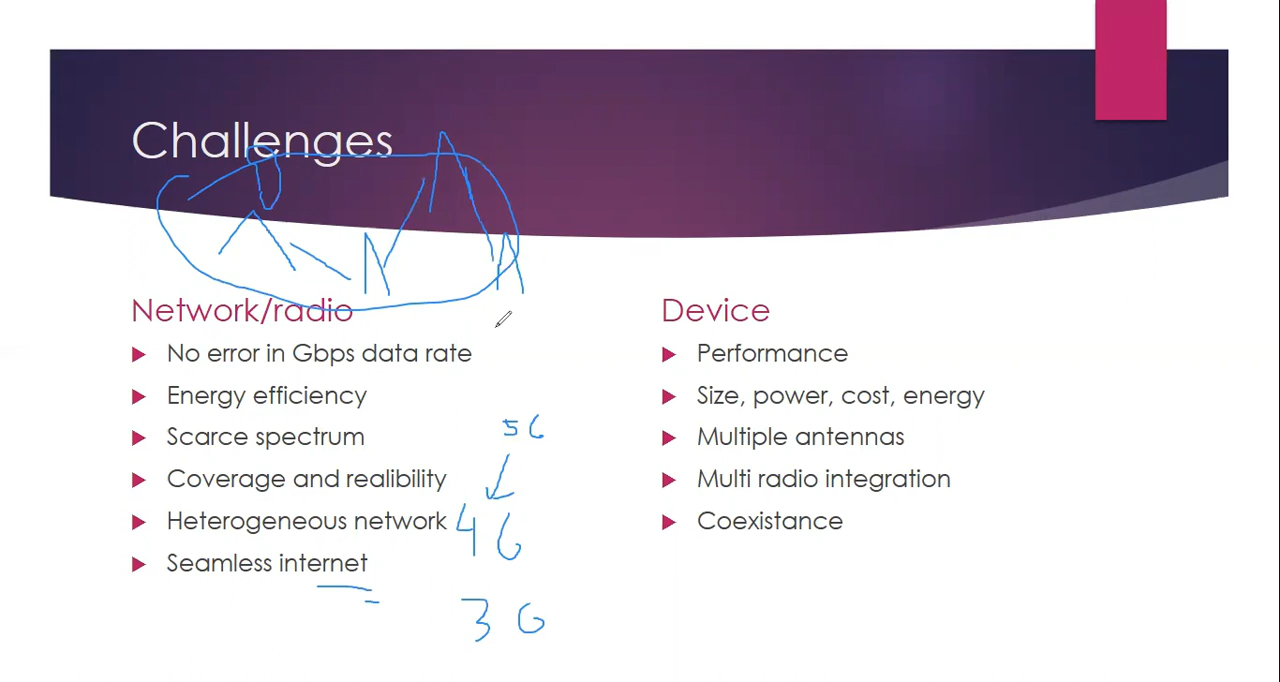 Challenges
Network/radio
No error in Gbps data rate
Energy efficiency
Scarce spectrum
Coverage and realibility
Heterogeneous network
Seamless internet
5G
4G
3G
Device
Performance
Size, power, cost, energy
Multiple antennas
Multi radio integration
Coexistance